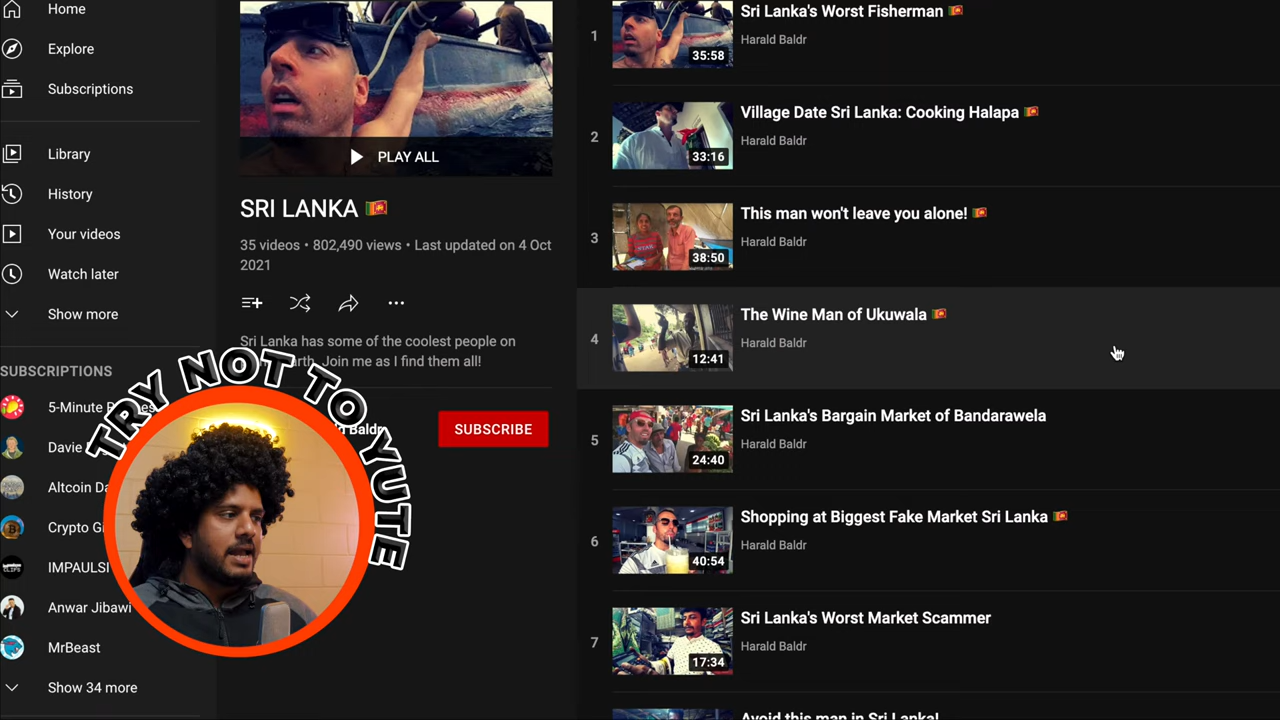 Home
Explore
Subscriptions
Library
History
Your videos
Watch later
Show more
SUBSCRIPTIONS
5-Minute
Davie
Altcoin Da
Crypto
IMPAULSI
Anwar Jibawi
MrBeast
Show 34 more
PLAY ALL
SRI LANKA
35 videos • 802,490 views • Last updated on 4 Oct
2021
Sri Lanka has some of the coolest people on
Join me as I find them all!
Baldr
SUBSCRIBE
TRY NOT TO YUTE
1
35:58
Sri Lanka's Worst Fisherman
Harald Baldr
2
33:16
Village Date Sri Lanka: Cooking Halapa
Harald Baldr
3
38:50
This man won't leave you alone!
Harald Baldr
4
12:41
The Wine Man of Ukuwala
Harald Baldr
5
24:40
Sri Lanka's Bargain Market of Bandarawela
Harald Baldr
6
40:54
Shopping at Biggest Fake Market Sri Lanka
Harald Baldr
7
17:34
Sri Lanka's Worst Market Scammer
Harald Baldr
Avoid this man in Sri Lanka!